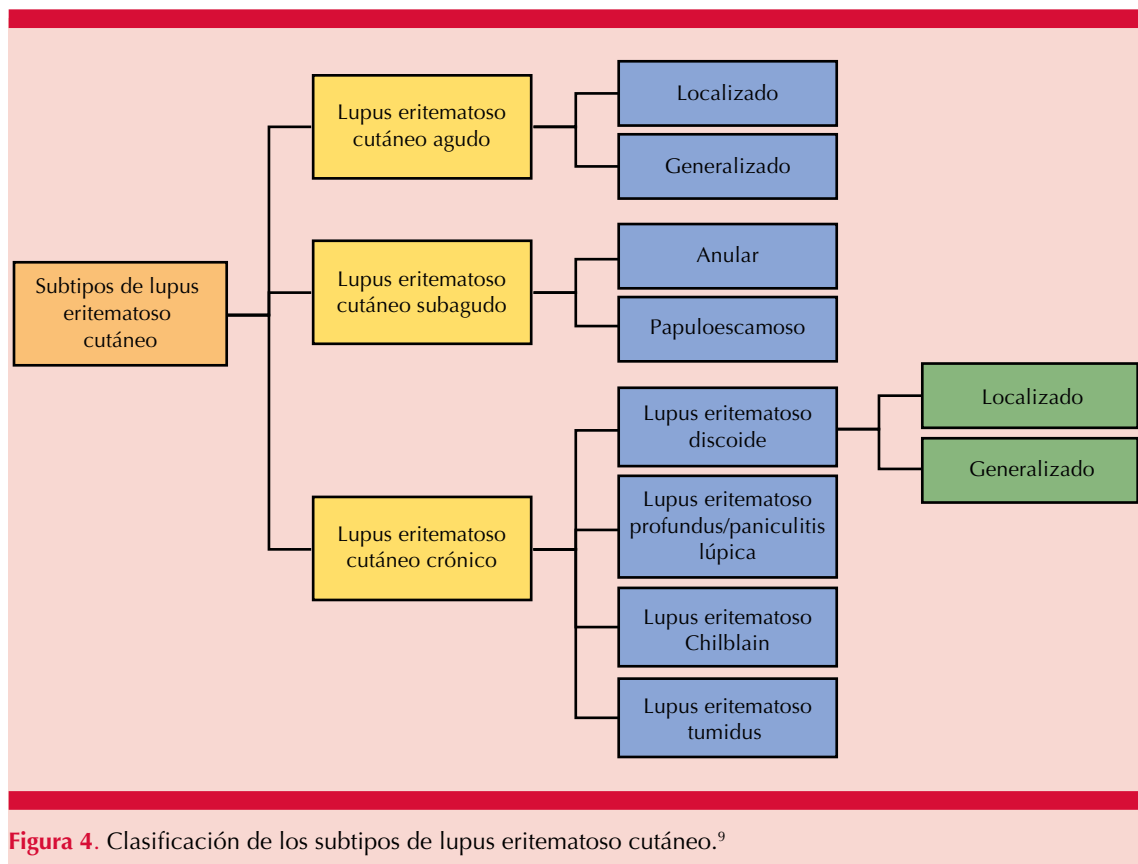 Subtipos de lupus
eritematoso
cutáneo
Lupus eritematoso
cutáneo agudo
Localizado
Generalizado
Lupus eritematoso
cutáneo subagudo
Anular
Papuloescamoso
Lupus eritematoso
cutáneo crónico
Lupus eritematoso
discoide
Localizado
Generalizado
Lupus eritematoso
profundus/paniculitis
lúpica
Lupus eritematoso
Chilblain
Lupus eritematoso
tumidus
Figura 4. Clasificación de los subtipos de lupus eritematoso cutáneo.⁹